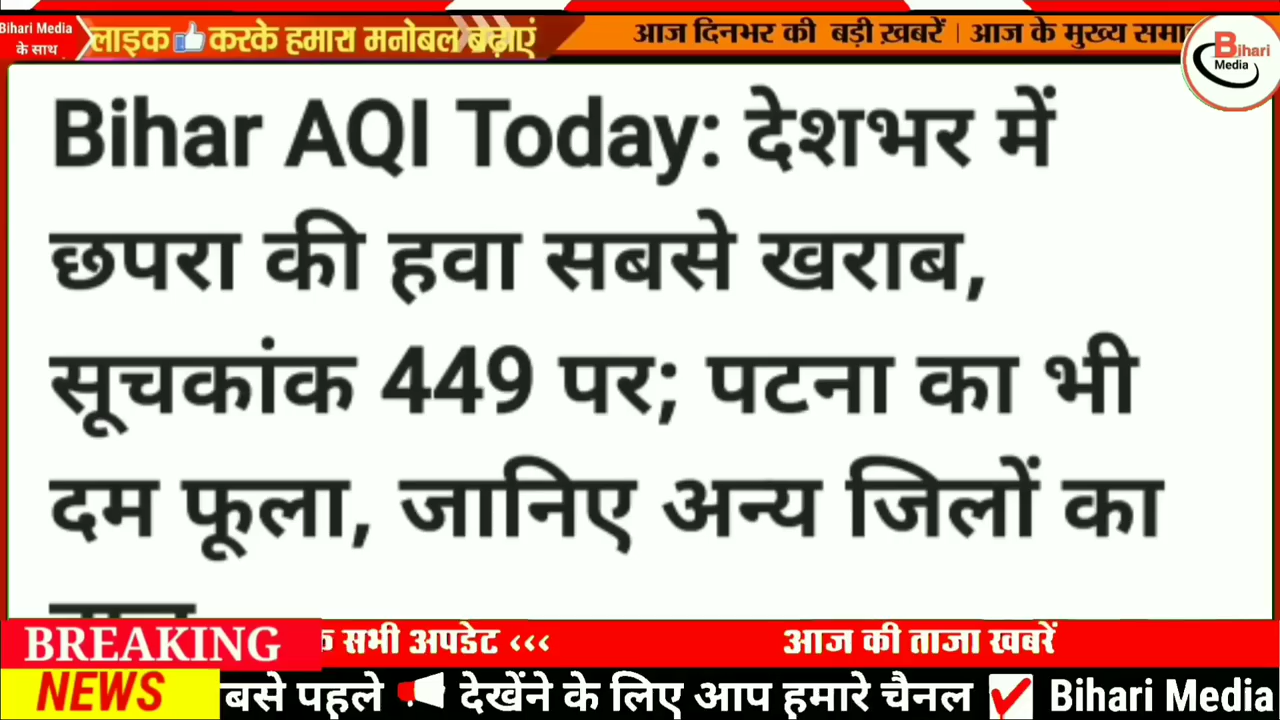 Bihari Media
के साथ
लाइक करके हमारा मनोबल बढ़ाएं
आज दिनभर की बड़ी ख़बरें | आज के मुख्य
Bihari
Media
Bihar AQI Today: देशभर में
छपरा की हवा सबसे खराब,
सूचकांक 449 पर; पटना का भी
दम फूला, जानिए अन्य जिलों का
BREAKING
NEWS
सभी अपडेट ‹‹‹ आज की ताजा खबरें
पहले देखेंने के लिए आप हमारे चैनल Bihari Media